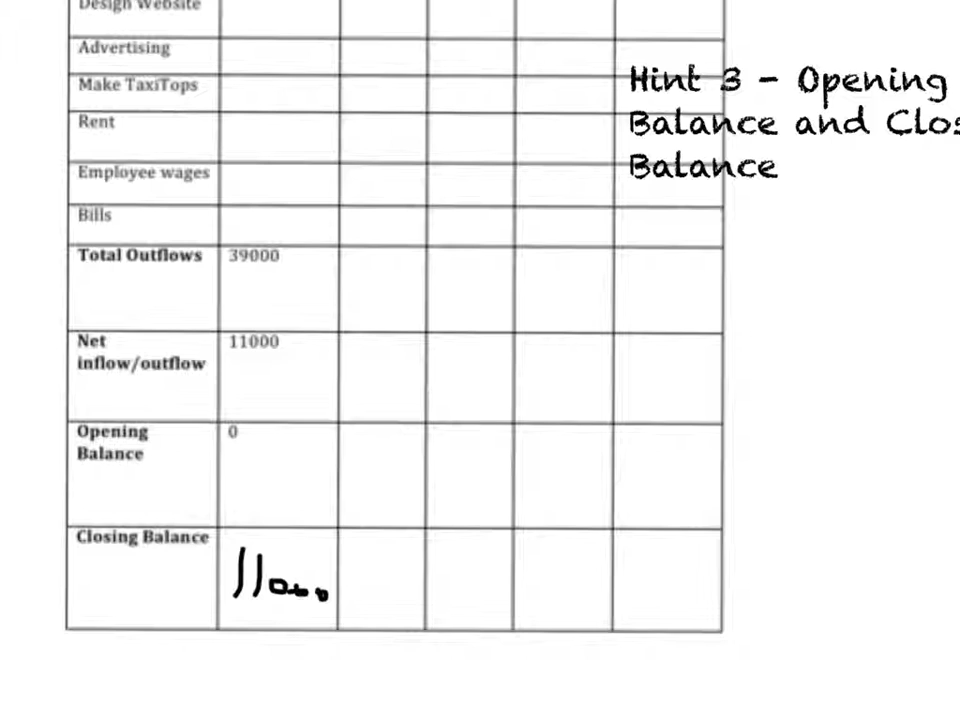 Design Website
Advertising
Make TaxiTops
Rent
Employee wages
Bills
Total Outflows 39000
Net 11000
inflow/outflow
Opening 0
Balance
Closing Balance
11000
Hint 3 - Opening
Balance and Clos
Balance